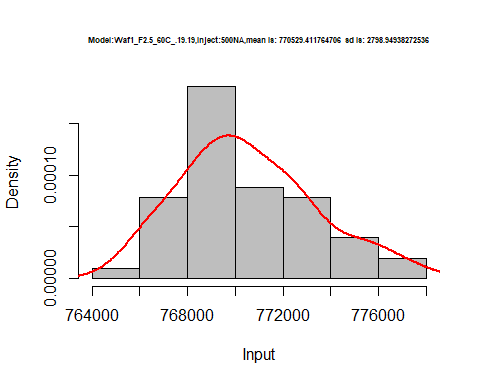 Model:Waf1_F2.5_60C_.19.19,Inject:500NA,mean is: 770529.411764706 sd is: 2798.94938272536
Density
0.00010
0.00000
764000 768000 772000 776000
Input